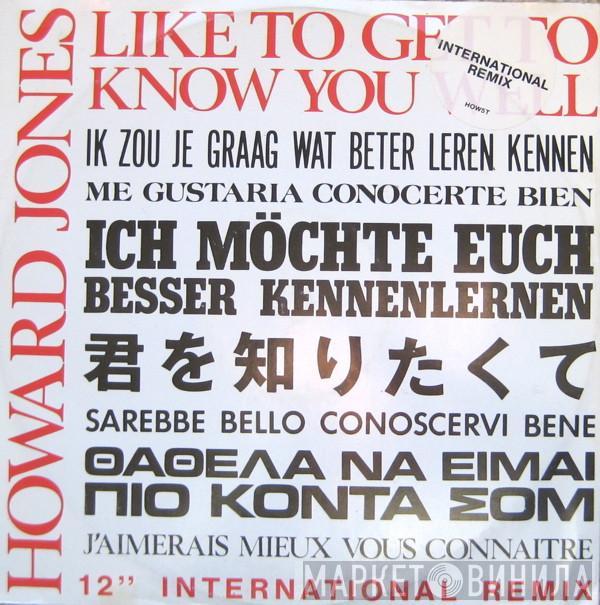 HOWARD JONES
LIKE TO GET TO
KNOW YOU WELL
INTERNATIONAL
REMIX
HOW5T
IK ZOU JE GRAAG WAT BETER LEREN KENNEN
ME GUSTARIA CONOCERTE BIEN
ICH MÖCHTE EUCH
BESSER KENNENLERNEN
君を知りたくて
SAREBBE BELLO CONOSCERVI BENE
ΘΑΘΕΛΑ ΝΑ ΕΙΜΑΙ
ΠΙΟ ΚΟΝΤΑ ΣΟΜ
J'AIMERAIS MIEUX VOUS CONNAITRE
12’’ INTERNATIONAL REMIX
МАРКЕТ ВИНИЛА